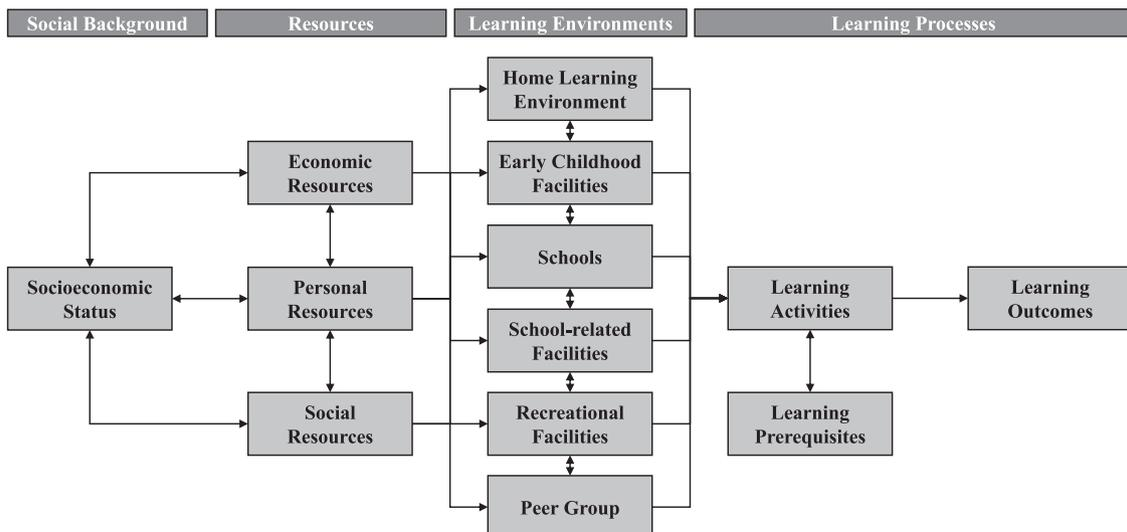 Social Background
Resources
Learning Environments
Learning Processes
Home Learning
Environment
Economic
Resources
Early Childhood
Facilities
Schools
Socioeconomic
Status
Personal
Resources
Learning
Activities
Learning
Outcomes
School-related
Facilities
Social
Resources
Recreational
Facilities
Learning
Prerequisites
Peer Group